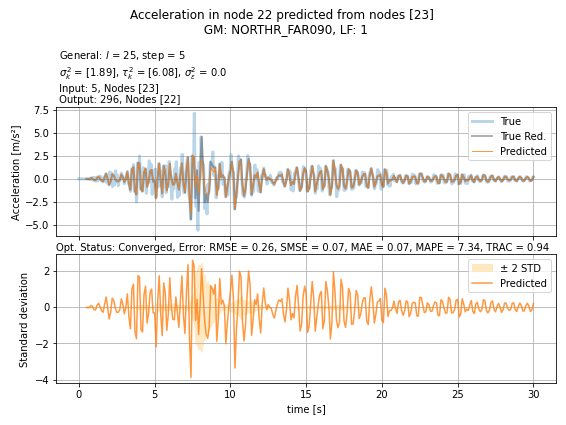 Acceleration in node 22 predicted from nodes [23]
GM: NORTHR_FAR090, LF: 1
General: l = 25, step = 5
σ²ₖ = [1.89], τ²ₖ = [6.08], σ²ε = 0.0
Input: 5, Nodes [23]
Output: 296, Nodes [22]
Acceleration [m/s²]
7.5
5.0
2.5
0.0
−2.5
−5.0
True
True Red.
Predicted
Opt. Status: Converged, Error: RMSE = 0.26, SMSE = 0.07, MAE = 0.07, MAPE = 7.34, TRAC = 0.94
Standard deviation
2
0
−2
−4
± 2 STD
Predicted
0
5
10
15
20
25
30
time [s]